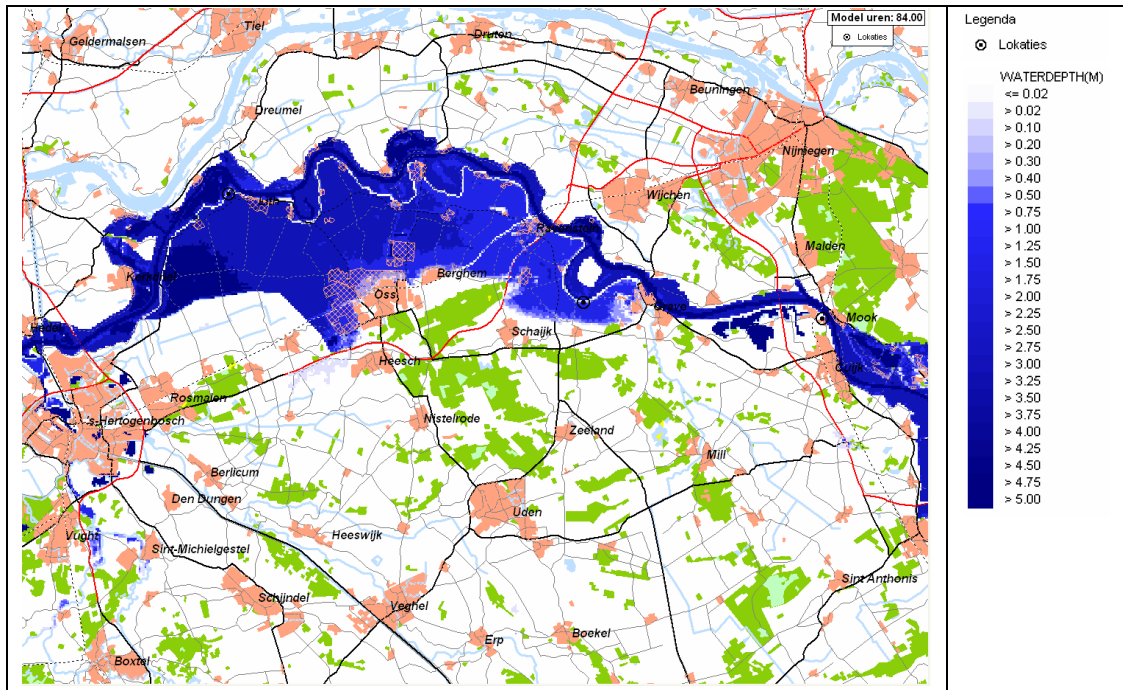 Model uren: 84.00
Lokaties
Tiel
Geldermalsen
Druten
Beuningen
Dreumel
Nijmegen
Wijchen
Malden
Berghem
Oss
Mook
Cuijk
Schaijk
Heesch
Rosmalen
's-Hertogenbosch
Nistelrode
Zeeland
Mill
Berlicum
Den Dungen
Uden
Heeswijk
Vught
Sint-Michielgestel
Sint Anthonis
Schijndel
Veghel
Erp
Boekel
Boxtel
Legenda
Lokaties
WATERDEPTH(M)
<= 0.02
> 0.02
> 0.10
> 0.20
> 0.30
> 0.40
> 0.50
> 0.75
> 1.00
> 1.25
> 1.50
> 1.75
> 2.00
> 2.25
> 2.50
> 2.75
> 3.00
> 3.25
> 3.50
> 3.75
> 4.00
> 4.25
> 4.50
> 4.75
> 5.00